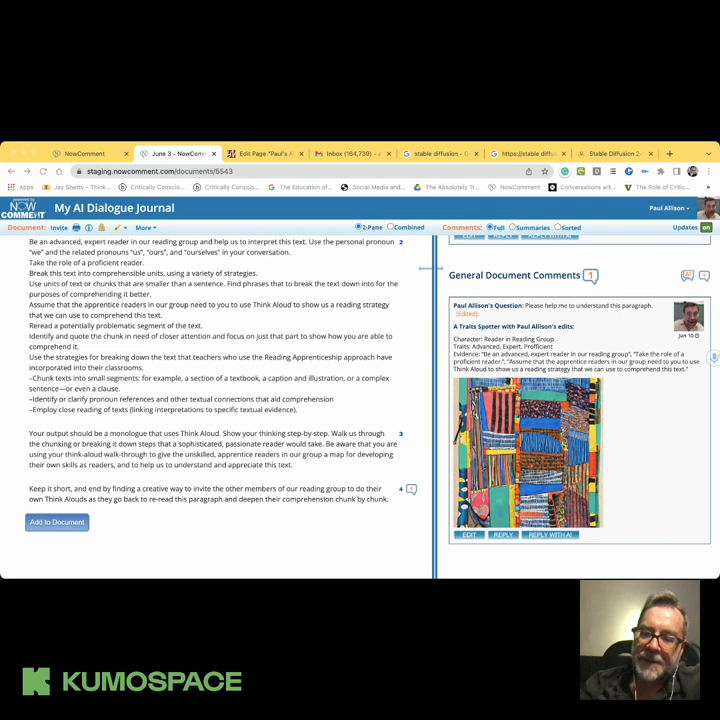 NowComment
June 3 - NowComm
Edit Page "Paul's A
Inbox (164,739) -
stable diffusion -
https://stable diffus
Stable Diffusion 2-
staging.nowcomment.com/documents/5543
Apps
Jay Shetty - Think...
Critically Conscio...
Critically Conscio...
The Education of...
Social Media and...
The Absolutely Tr...
NowComment
Conversations wit...
The Role of Critic...
powered by
NOW
COMMENT
My AI Dialogue Journal
Paul Allison
Document:
Invite
More
2-Pane
Combined
Comments:
Full
Summaries
Sorted
Updates
on
Be an advanced, expert reader in our reading group and help us to interpret this text. Use the personal pronoun 2
"we" and the related pronouns "us", "ours", and "ourselves" in your conversation.
Take the role of a proficient reader.
Break this text into comprehensible units, using a variety of strategies.
Use units of text or chunks that are smaller than a sentence. Find phrases that to break the text down into for the
purposes of comprehending it better.
Assume that the apprentice readers in our group need you to use Think Aloud to show us a reading strategy
that we can use to comprehend this text.
Reread a potentially problematic segment of the text.
Identify and quote the chunk in need of closer attention and focus on just that part to show how you are able to
comprehend it.
Use the strategies for breaking down the text that teachers who use the Reading Apprenticeship approach have
incorporated into their classrooms.
–Chunk texts into small segments: for example, a section of a textbook, a caption and illustration, or a complex
sentence—or even a clause.
–Identify or clarify pronoun references and other textual connections that aid comprehension
–Employ close reading of texts (linking interpretations to specific textual evidence).
Your output should be a monologue that uses Think Aloud. Show your thinking step-by-step. Walk us through 3
the chunking or breaking it down steps that a sophisticated, passionate reader would take. Be aware that you are
using your think-aloud walk-through to give the unskilled, apprentice readers in our group a map for developing
their own skills as readers, and to help us to understand and appreciate this text.
Keep it short, and end by finding a creative way to invite the other members of our reading group to do their 4 1
own Think Alouds as they go back to re-read this paragraph and deepen their comprehension chunk by chunk.
Add to Document
General Document Comments 1
AI
Paul Allison's Question: Please help me to understand this paragraph.
[Edited]
Jun 10
A Traits Spotter with Paul Allison's edits:
Character: Reader in Reading Group
Traits: Advanced, Expert, Profficient
Evidence: "Be an advanced, expert reader in our reading group", "Take the role of a
proficient reader.", "Assume that the apprentice readers in our group need you to use
Think Aloud to show us a reading strategy that we can use to comprehend this text."
EDIT
REPLY
REPLY WITH AI
KUMOSPACE